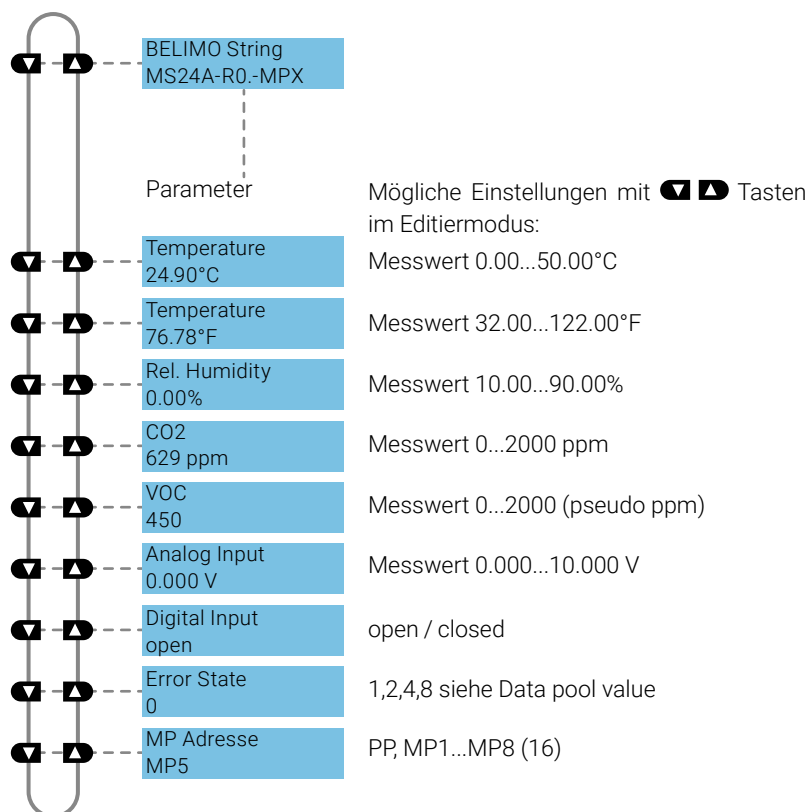 BELIMO String
MS24A-R0.-MPX
Parameter
Mögliche Einstellungen mit Tasten
im Editiermodus:
Temperature
24.90°C
Messwert 0.00...50.00°C
Temperature
76.78°F
Messwert 32.00...122.00°F
Rel. Humidity
0.00%
Messwert 10.00...90.00%
CO2
629 ppm
Messwert 0...2000 ppm
VOC
450
Messwert 0...2000 (pseudo ppm)
Analog Input
0.000 V
Messwert 0.000...10.000 V
Digital Input
open
open / closed
Error State
0
1,2,4,8 siehe Data pool value
MP Adresse
MP5
PP, MP1...MP8 (16)